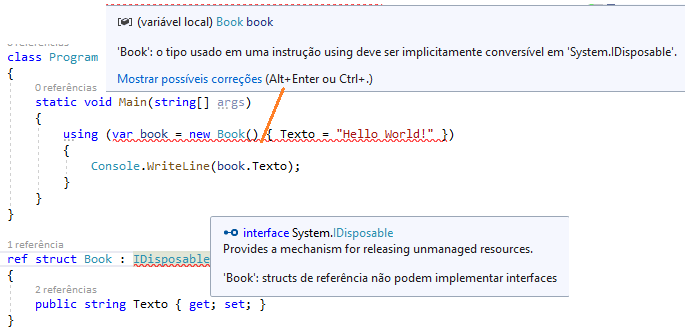 (variável local) Book book
'Book': o tipo usado em uma instrução using deve ser implicitamente conversível em 'System.IDisposable'.
Mostrar possíveis correções (Alt+Enter ou Ctrl+.)
class Program
{
0 referências
static void Main(string[] args)
{
using (var book = new Book() { Texto = "Hello World!" })
{
Console.WriteLine(book.Texto);
}
}
}
interface System.IDisposable
Provides a mechanism for releasing unmanaged resources.
'Book': structs de referência não podem implementar interfaces
1 referência
ref struct Book : IDisposable
{
2 referências
public string Texto { get; set; }
}